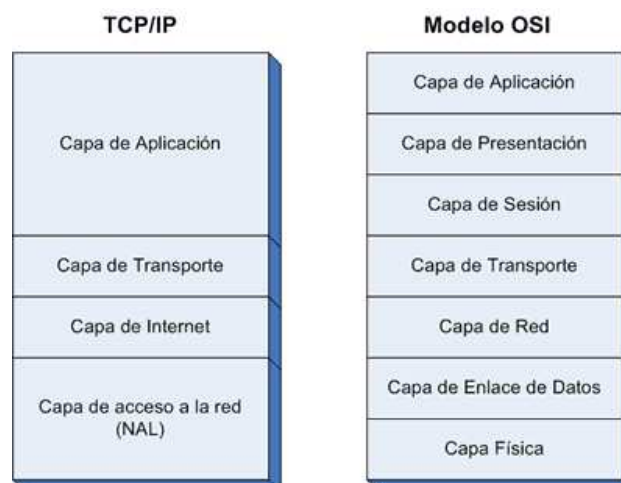 TCP/IP
Capa de Aplicación
Capa de Transporte
Capa de Internet
Capa de acceso a la red
(NAL)
Modelo OSI
Capa de Aplicación
Capa de Presentación
Capa de Sesión
Capa de Transporte
Capa de Red
Capa de Enlace de Datos
Capa Física